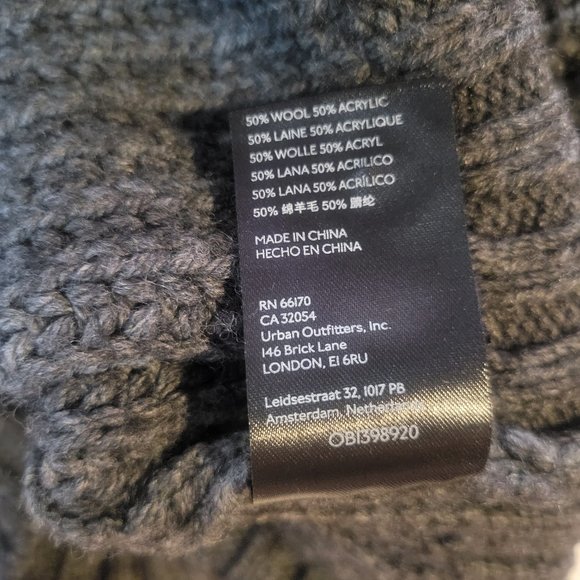 50% WOOL 50% ACRYLIC
50% LAINE 50% ACRYLIQUE
50% WOLLE 50% ACRYL
50% LANA 50% ACRILICO
50% LANA 50% ACRÍLICO
50% 绵羊毛 50% 腈纶
MADE IN CHINA
HECHO EN CHINA
RN 66170
CA 32054
Urban Outfitters, Inc.
146 Brick Lane
LONDON, E1 6RU
Leidsestraat 32, 1017 PB
Amsterdam, Netherlands
OB1398920